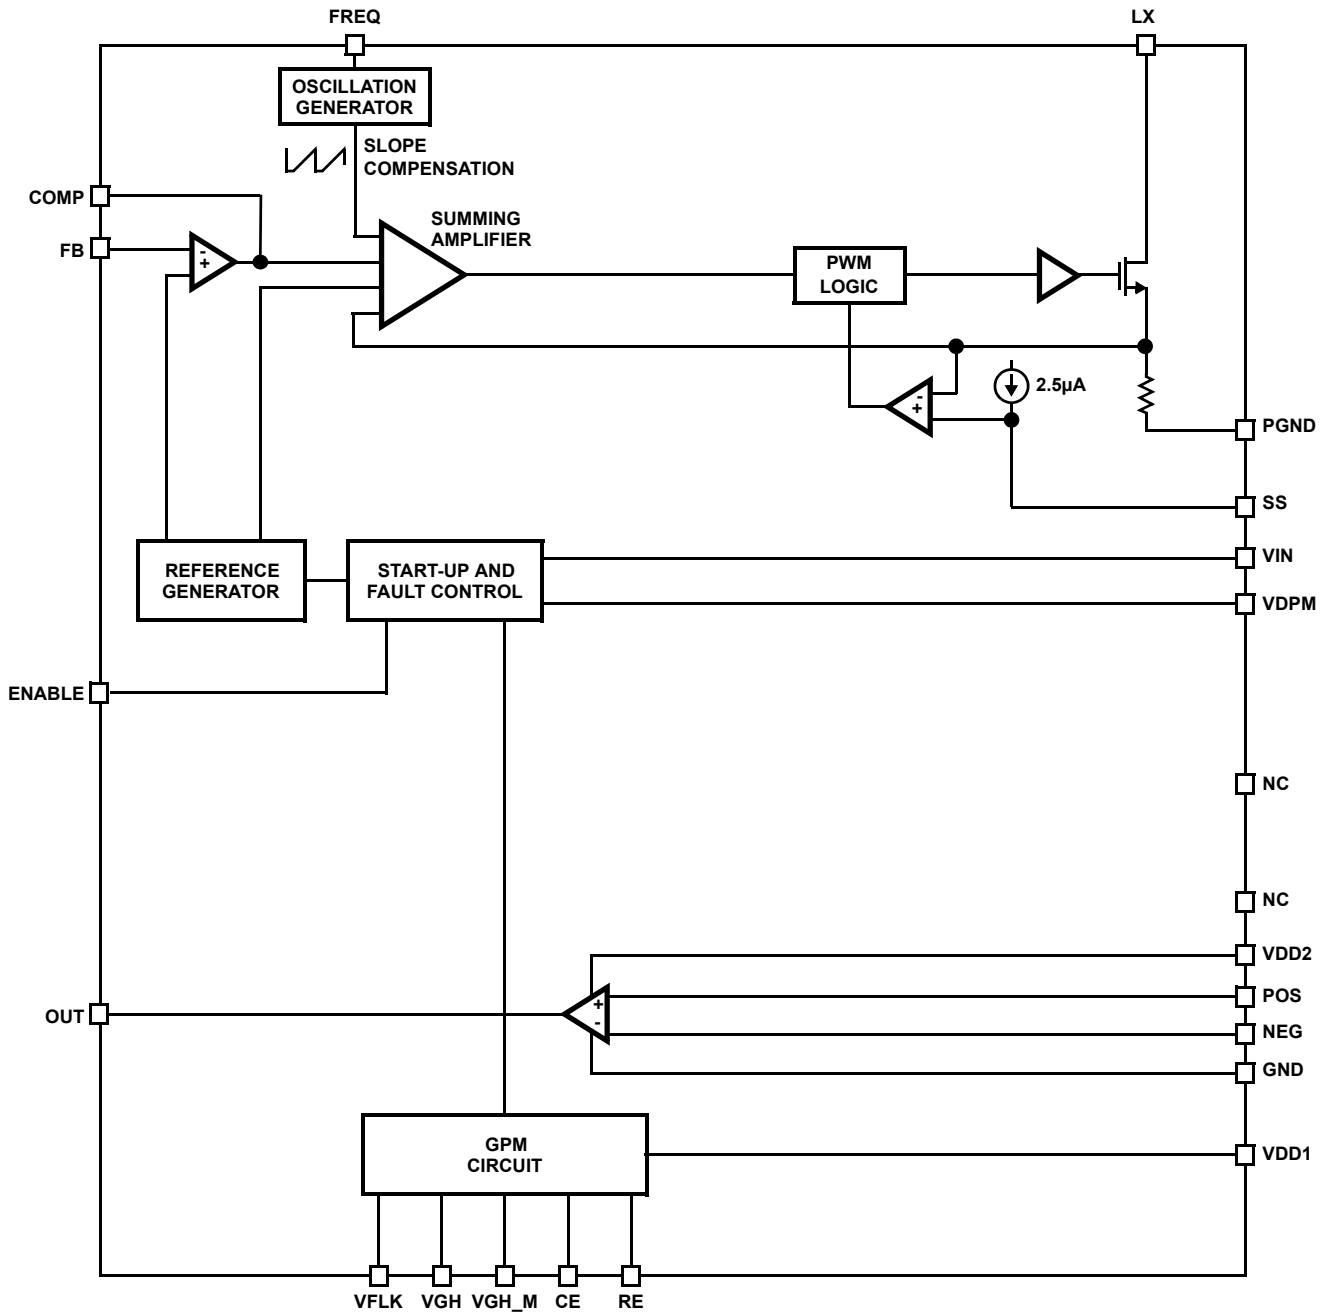 FREQ
LX
OSCILLATION
GENERATOR
SLOPE
COMPENSATION
COMP
SUMMING
AMPLIFIER
FB
-
+
PWM
LOGIC
2.5µA
-
+
PGND
SS
VIN
REFERENCE
GENERATOR
START-UP AND
FAULT CONTROL
VDPM
ENABLE
NC
NC
VDD2
POS
+
-
OUT
NEG
GND
GPM
CIRCUIT
VDD1
VFLK
VGH
VGH_M
CE
RE